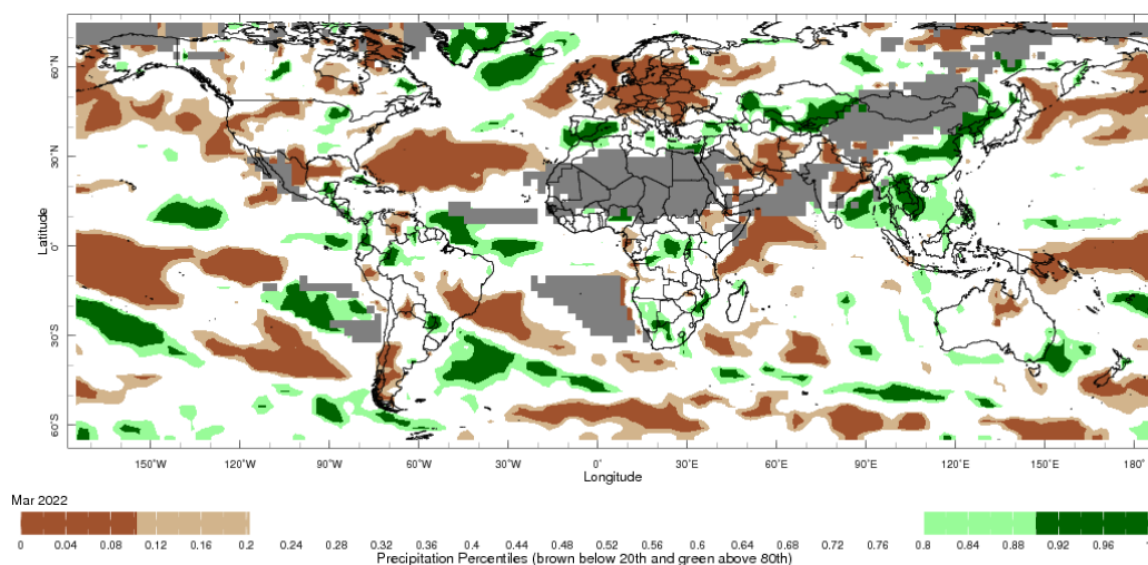 60°N
30°N
Latitude
0°
30°S
60°S
150°W 120°W 90°W 60°W 30°W 0° 30°E 60°E 90°E 120°E 150°E 180°
Longitude
Mar 2022
0 0.04 0.08 0.12 0.16 0.2 0.24 0.28 0.32 0.36 0.4 0.44 0.48 0.52 0.56 0.6 0.64 0.68 0.72 0.76 0.8 0.84 0.88 0.92 0.96 1
Precipitation Percentiles (brown below 20th and green above 80th)